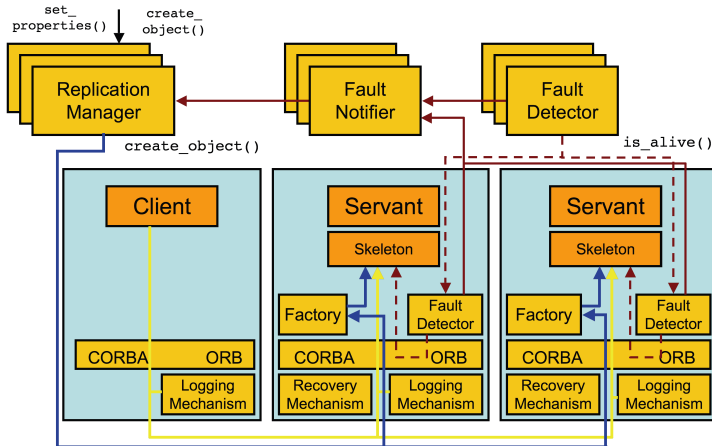 set_
properties()
create_
object()
Replication
Manager
Fault
Notifier
Fault
Detector
create_object()
is_alive()
Client
Servant
Skeleton
Factory
Fault
Detector
Servant
Skeleton
Factory
Fault
Detector
CORBA ORB
CORBA ORB
CORBA ORB
Logging
Mechanism
Recovery
Mechanism
Logging
Mechanism
Recovery
Mechanism
Logging
Mechanism